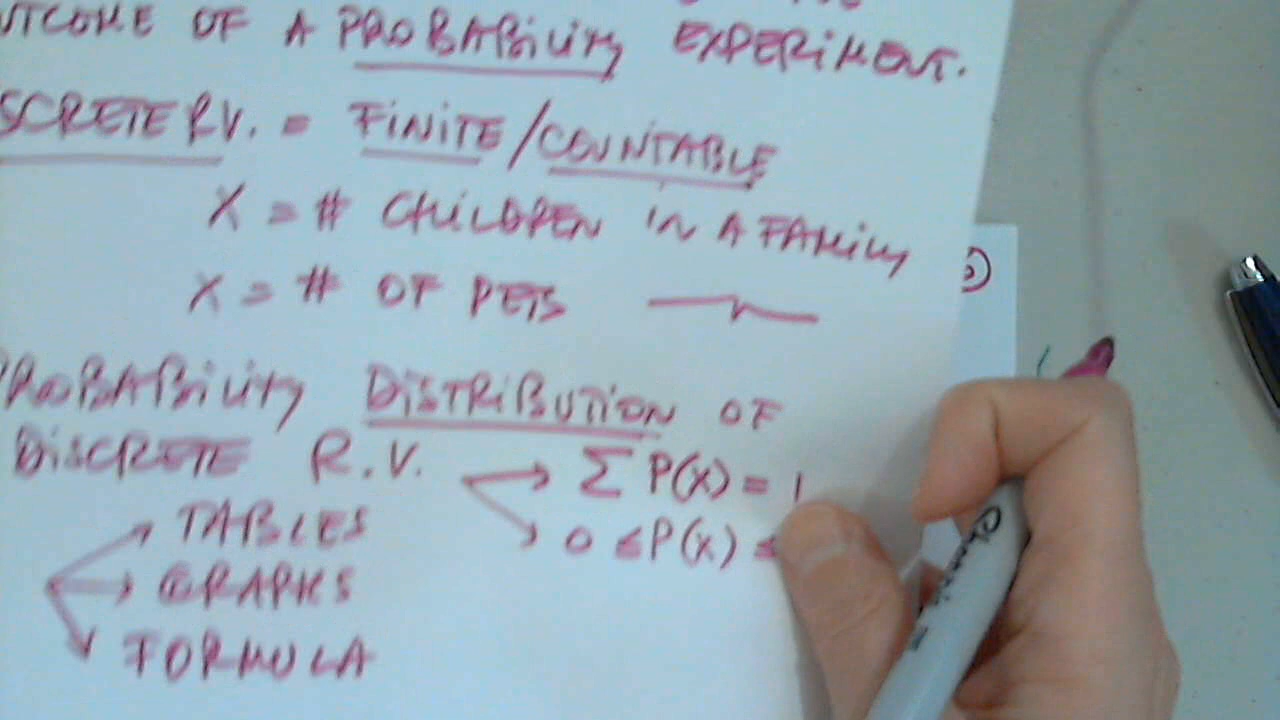 UTCOME OF A PROBABILITY EXPERIMENT.
SCRETE RV. = FINITE/COUNTABLE
X = # CHILDREN IN A FAMILY
X = # OF PETS
PROBABILITY DISTRIBUTION OF
DISCRETE R.V. → Σ P(X) = 1
→ 0 ≤ P(X) ≤
→ TABLES
→ GRAPHS
→ FORMULA